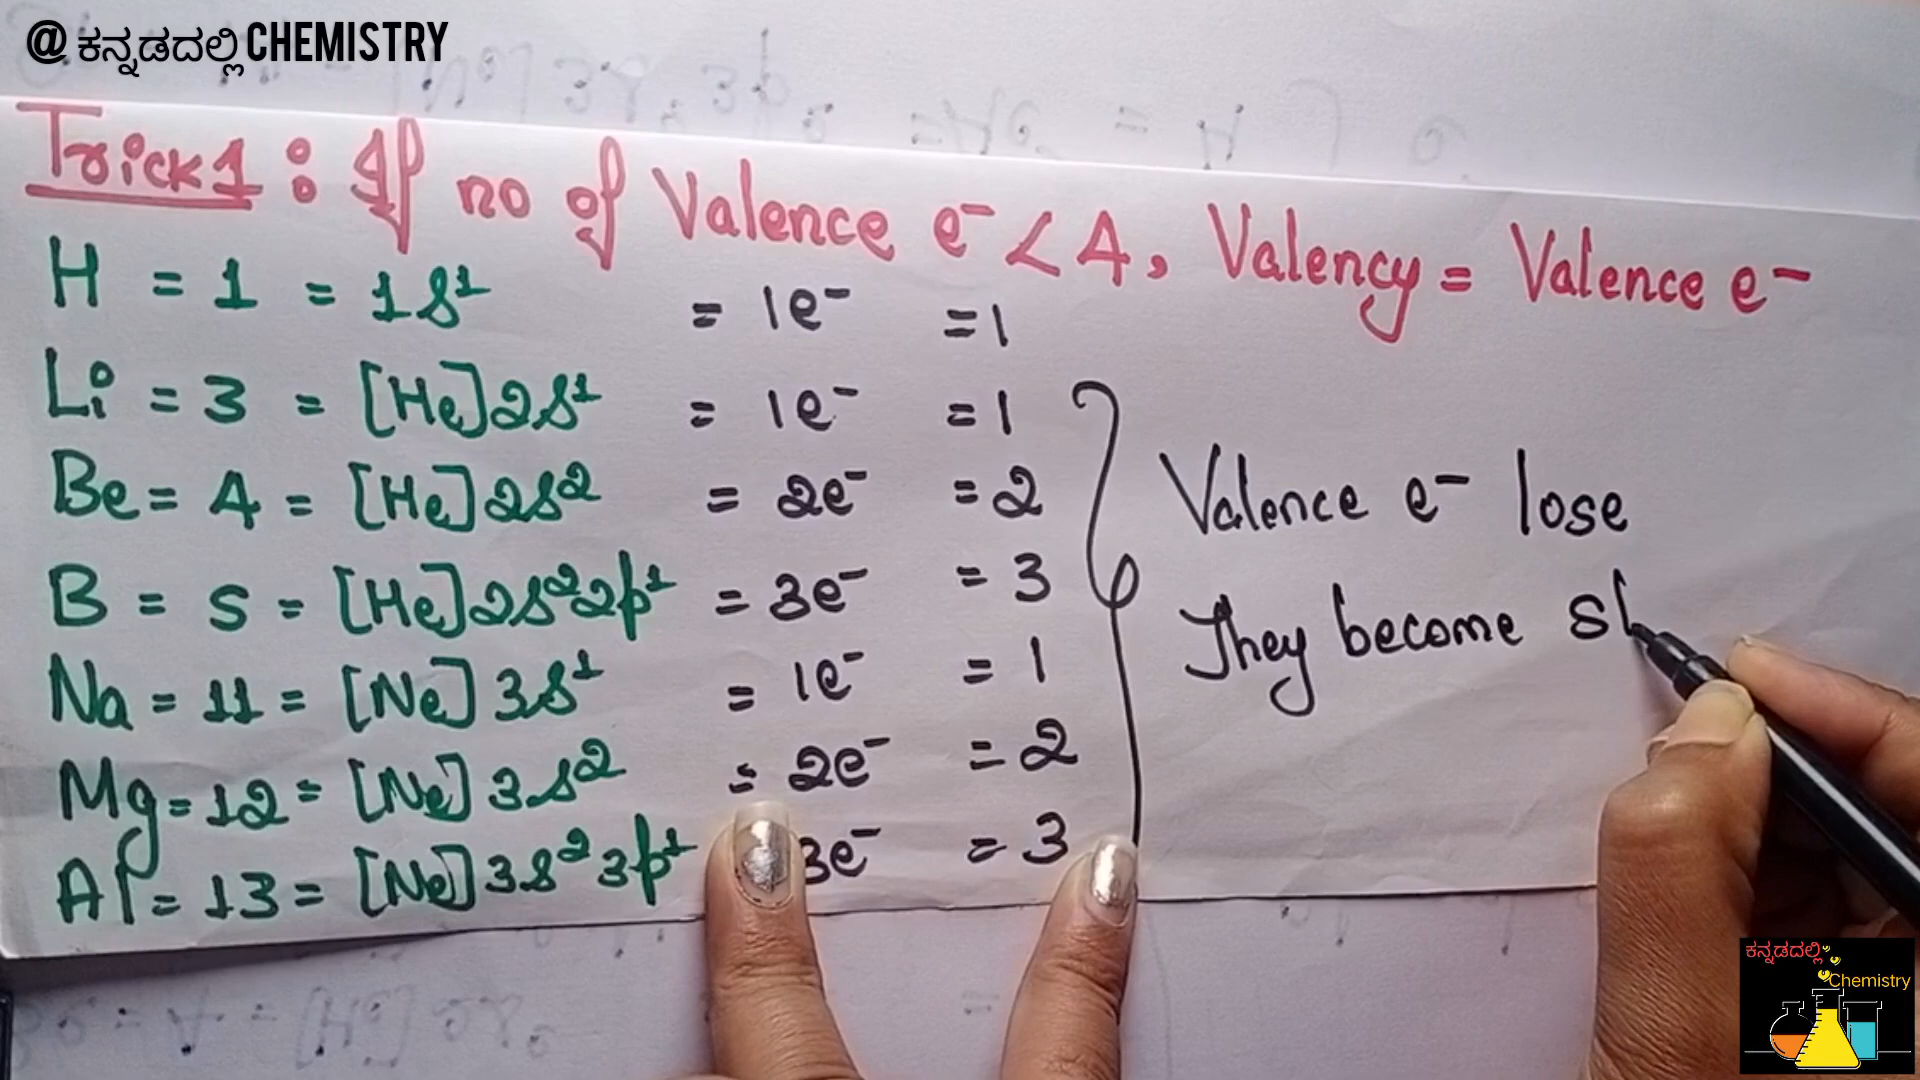 @ ಕನ್ನಡದಲ್ಲಿ CHEMISTRY
Trick 1 : If no of Valence e⁻ < 4, Valency = Valence e⁻
H = 1 = 1s¹ = 1e⁻ = 1
Li = 3 = [He]2s¹ = 1e⁻ = 1
Be = 4 = [He]2s² = 2e⁻ = 2
B = 5 = [He]2s²2p¹ = 3e⁻ = 3
Na = 11 = [Ne]3s¹ = 1e⁻ = 1
Mg = 12 = [Ne]3s² = 2e⁻ = 2
Al = 13 = [Ne]3s²3p¹ 3e⁻ = 3
Valence e⁻ lose
They become
ಕನ್ನಡದಲ್ಲಿ
Chemistry